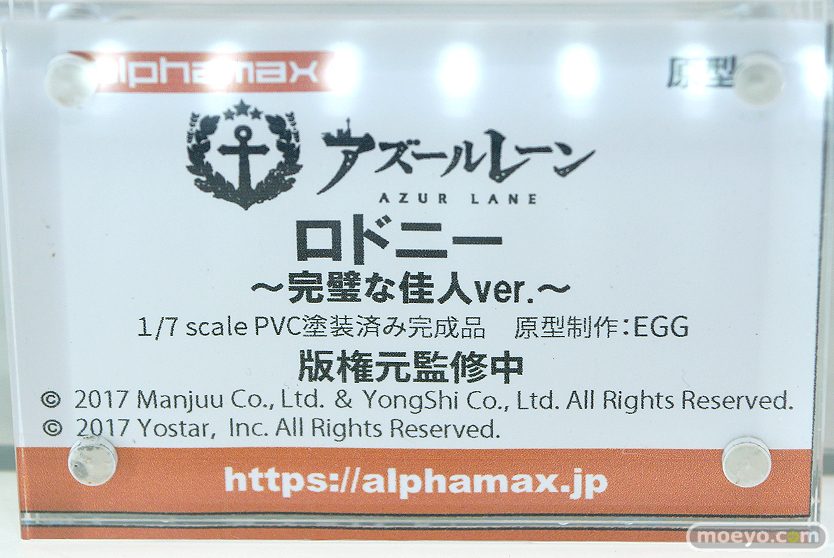 alphamax
原型
アズールレーン
AZUR LANE
ロドニー
～完璧な佳人ver.～
1/7 scale PVC塗装済み完成品 原型制作：EGG
版権元監修中
© 2017 Manjuu Co., Ltd. & YongShi Co., Ltd. All Rights Reserved.
© 2017 Yostar, Inc. All Rights Reserved.
https://alphamax.jp
moeyo.com